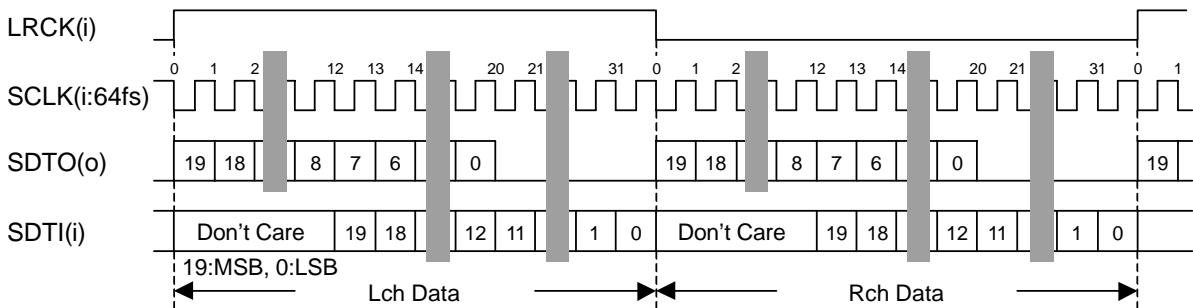 LRCK(i)
0 1 2 12 13 14 20 21 31 0 1 2 12 13 14 20 21 31 0 1
SCLK(i:64fs)
SDTO(o) 19 18 8 7 6 0 19 18 8 7 6 0 19
SDTI(i) Don't Care 19 18 12 11 1 0 Don't Care 19 18 12 11 1 0
19:MSB, 0:LSB
Lch Data Rch Data